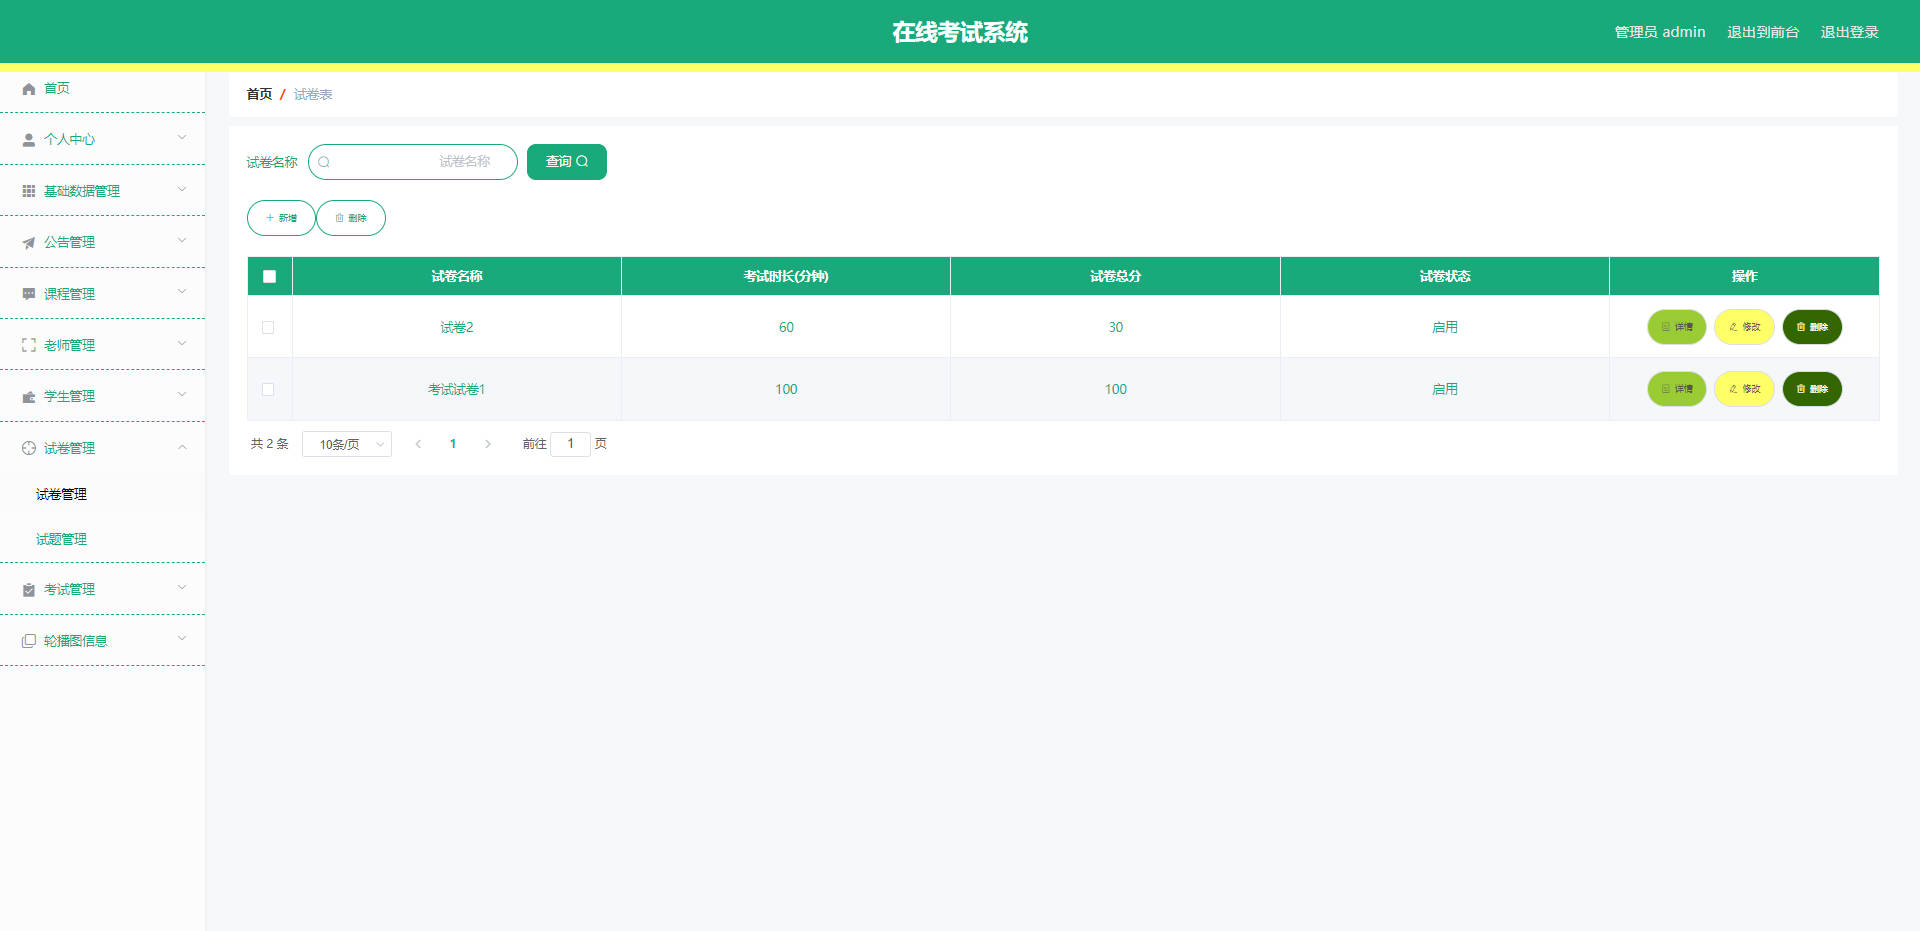 在线考试系统
管理员 admin 退出到前台 退出登录
首页
个人中心
基础数据管理
公告管理
课程管理
老师管理
学生管理
试卷管理
试卷管理
试题管理
考试管理
轮播图信息
首页 / 试卷表
试卷名称 试卷名称 查询
新增 删除
试卷名称 考试时长(分钟) 试卷总分 试卷状态 操作
试卷2 60 30 启用 详情 修改 删除
考试试卷1 100 100 启用 详情 修改 删除
共 2 条 10条/页 1 前往 1 页